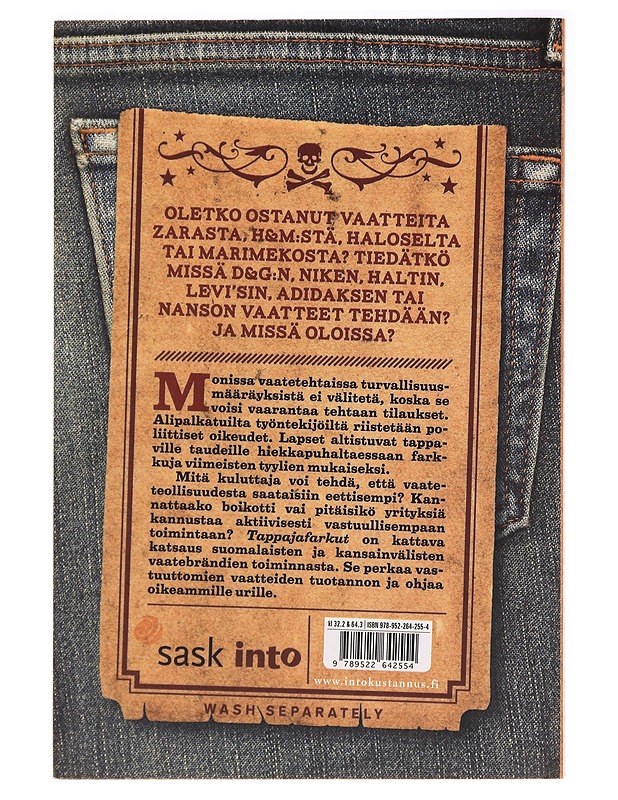 OLETKO OSTANUT VAATTEITA
ZARASTA, H&M:STÄ, HALOSELTA
TAI MARIMEKOSTA? TIEDÄTKÖ
MISSÄ D&G:N, NIKEN, HALTIN,
LEVI'SIN, ADIDAKSEN TAI
NANSON VAATTEET TEHDÄÄN?
JA MISSÄ OLOISSA?
Monissa vaatetehtaissa turvallisuus-
määräyksistä ei välitetä, koska se
voisi vaarantaa tehtaan tilaukset.
Alipalkatuilta työntekijöiltä riistetään po-
liittiset oikeudet. Lapset altistuvat tappa-
ville taudeille hiekkapuhaltaessaan fark-
kuja viimeisten tyylien mukaiseksi.
Mitä kuluttaja voi tehdä, että vaate-
teollisuudesta saataisiin eettisempi? Kan-
nattaako boikotti vai pitäisikö yrityksiä
kannustaa aktiivisesti vastuullisempaan
toimintaan? Tappajafarkut on kattava
katsaus suomalaisten ja kansainvälisten
vaatebrändien toiminnasta. Se perkaa vas-
tuuttomien vaatteiden tuotannon ja ohjaa
oikeammille urille.
kl 32.2 & 64.3 ISBN 978-952-264-255-4
9 789522 642554
sask into
www.intokustannus.fi
WASH SEPARATELY